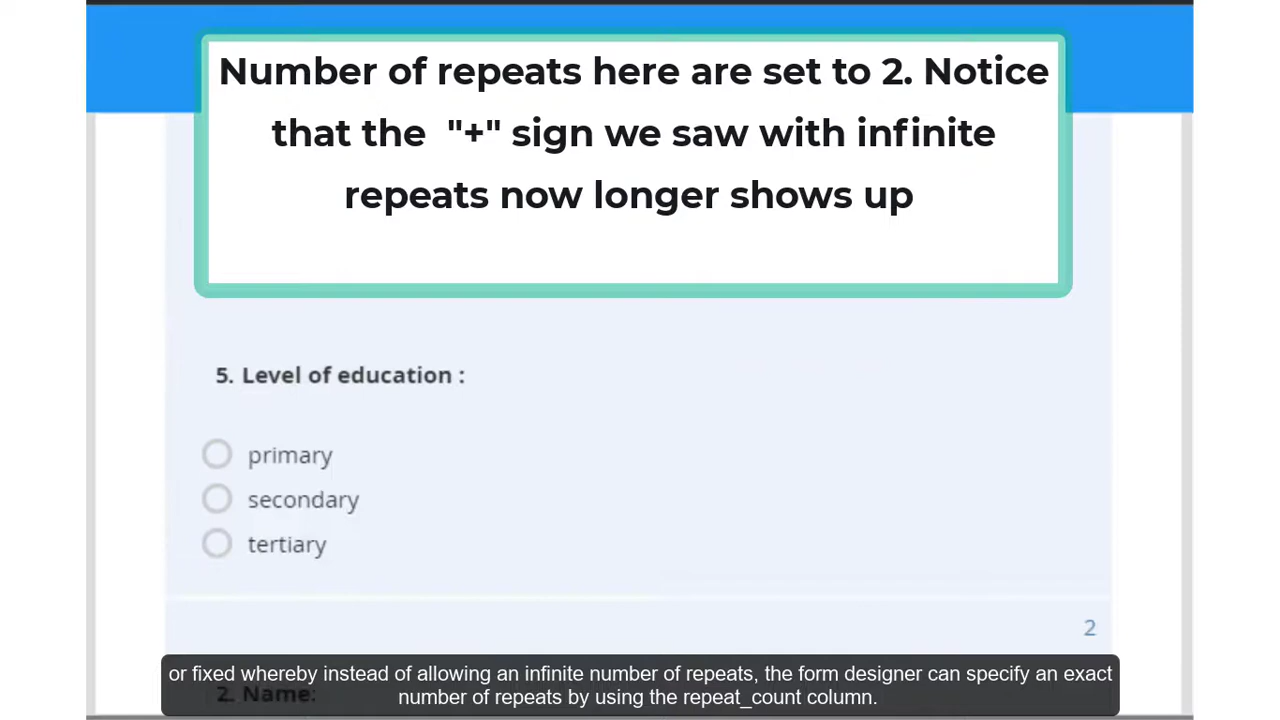 Number of repeats here are set to 2. Notice
that the "+" sign we saw with infinite
repeats now longer shows up
5. Level of education :
primary
secondary
tertiary
2
or fixed whereby instead of allowing an infinite number of repeats, the form designer can specify an exact
number of repeats by using the repeat_count column.
2. Name: